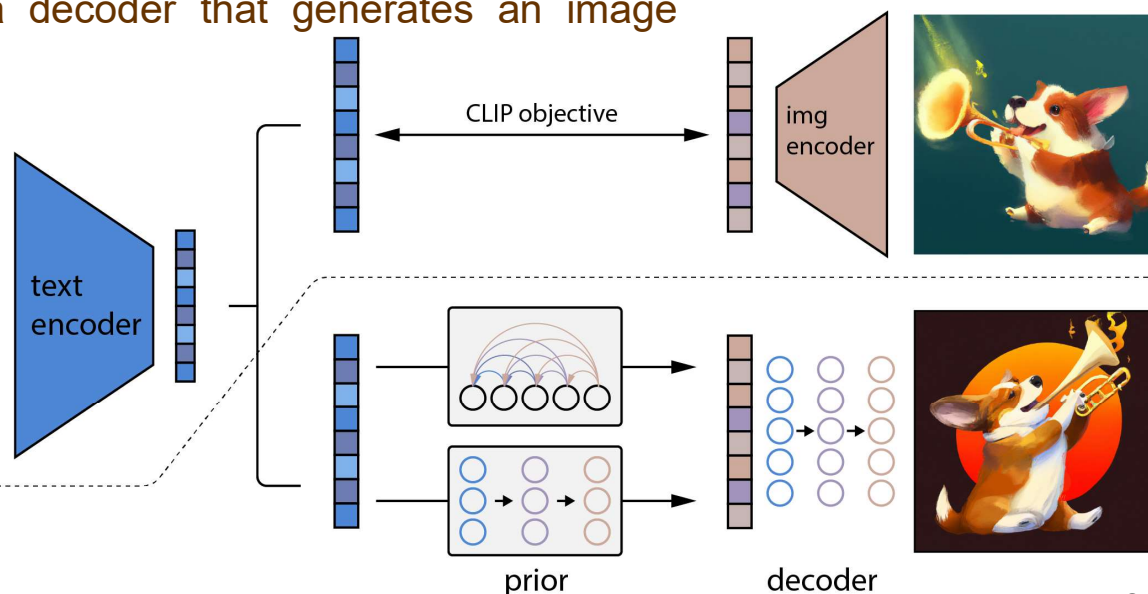 a decoder that generates an image
CLIP objective
img
encoder
text
encoder
prior
decoder